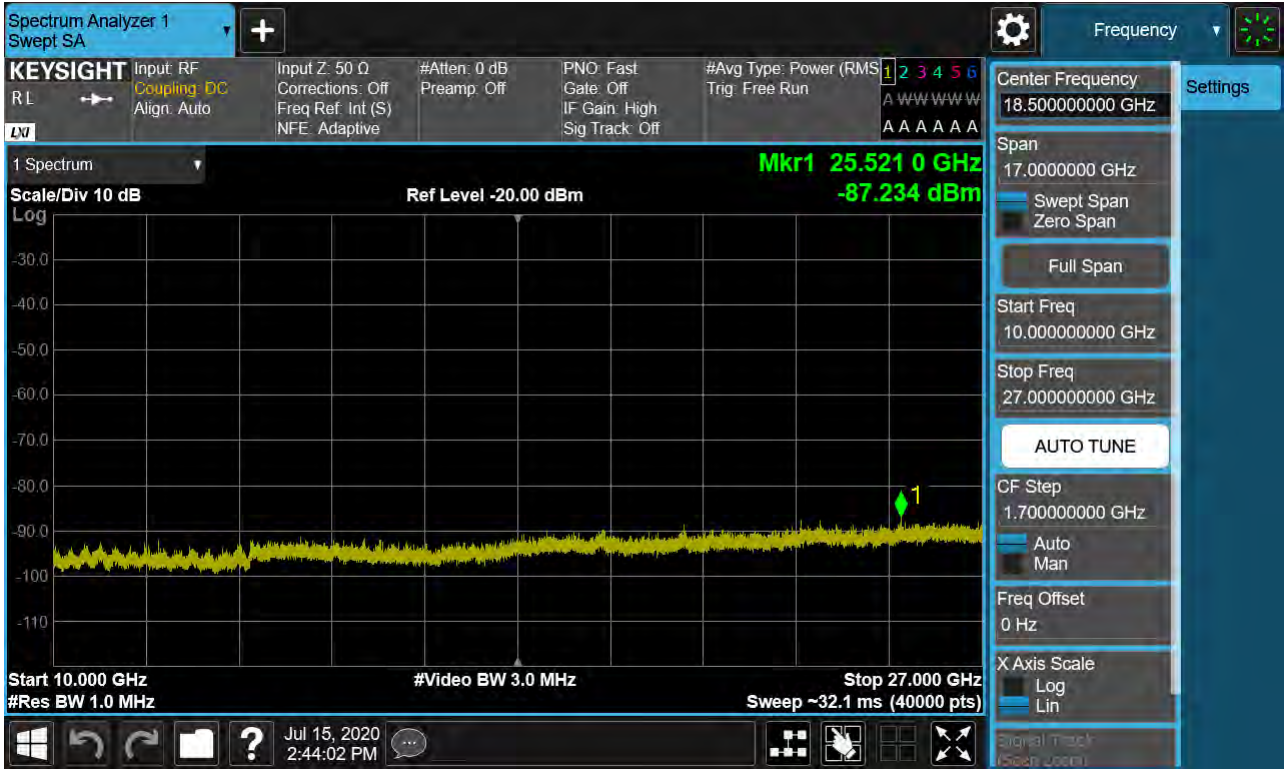 Spectrum Analyzer 1
Swept SA
+
Frequency
KEYSIGHT
R L
LXI
Input: RF
Coupling: DC
Align: Auto
Input Z: 50 Ω
Corrections: Off
Freq Ref: Int (S)
NFE: Adaptive
#Atten: 0 dB
Preamp: Off
PNO: Fast
Gate: Off
IF Gain: High
Sig Track: Off
#Avg Type: Power (RMS
Trig: Free Run
1 2 3 4 5 6
A W W W W W
A A A A A A
Center Frequency
18.500000000 GHz
Settings
Span
17.0000000 GHz
Swept Span
Zero Span
Full Span
Start Freq
10.000000000 GHz
Stop Freq
27.000000000 GHz
AUTO TUNE
CF Step
1.700000000 GHz
Auto
Man
Freq Offset
0 Hz
X Axis Scale
Log
Lin
Signal Track
(Span Zoom)
1 Spectrum
Mkr1 25.521 0 GHz
Scale/Div 10 dB
Ref Level -20.00 dBm
-87.234 dBm
Log
-30.0
-40.0
-50.0
-60.0
-70.0
-80.0
1
-90.0
-100
-110
Start 10.000 GHz
#Video BW 3.0 MHz
Stop 27.000 GHz
#Res BW 1.0 MHz
Sweep ~32.1 ms (40000 pts)
?
Jul 15, 2020
2:44:02 PM